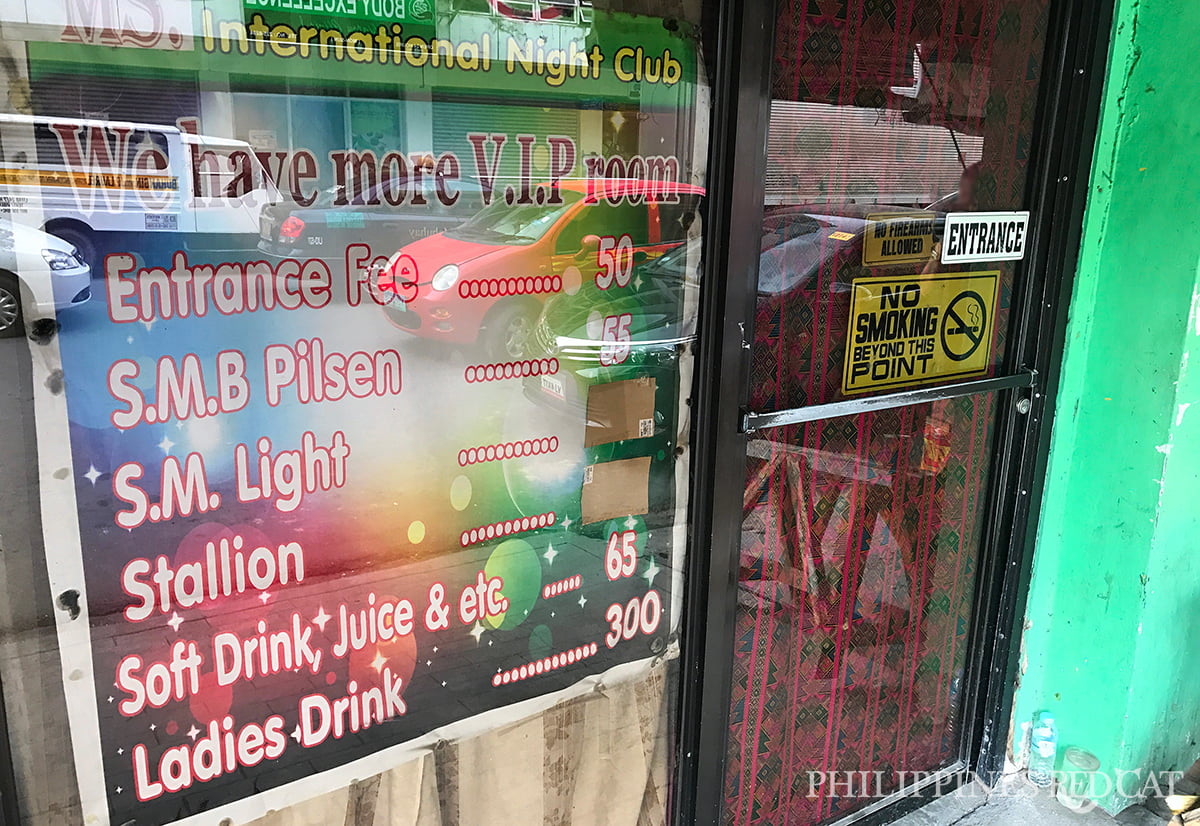 BODY EXCELLENCE
MS. International Night Club
We have more V.I.P room
Entrance Fee ............ 50
S.M.B Pilsen ........... 55
S.M. Light ...........
Stallion ...........
Soft Drink, Juice & etc. ...... 65
Ladies Drink ............ 300
NO FIREARMS
ALLOWED
ENTRANCE
NO
SMOKING
BEYOND THIS
POINT
PHILIPPINES REDCAT